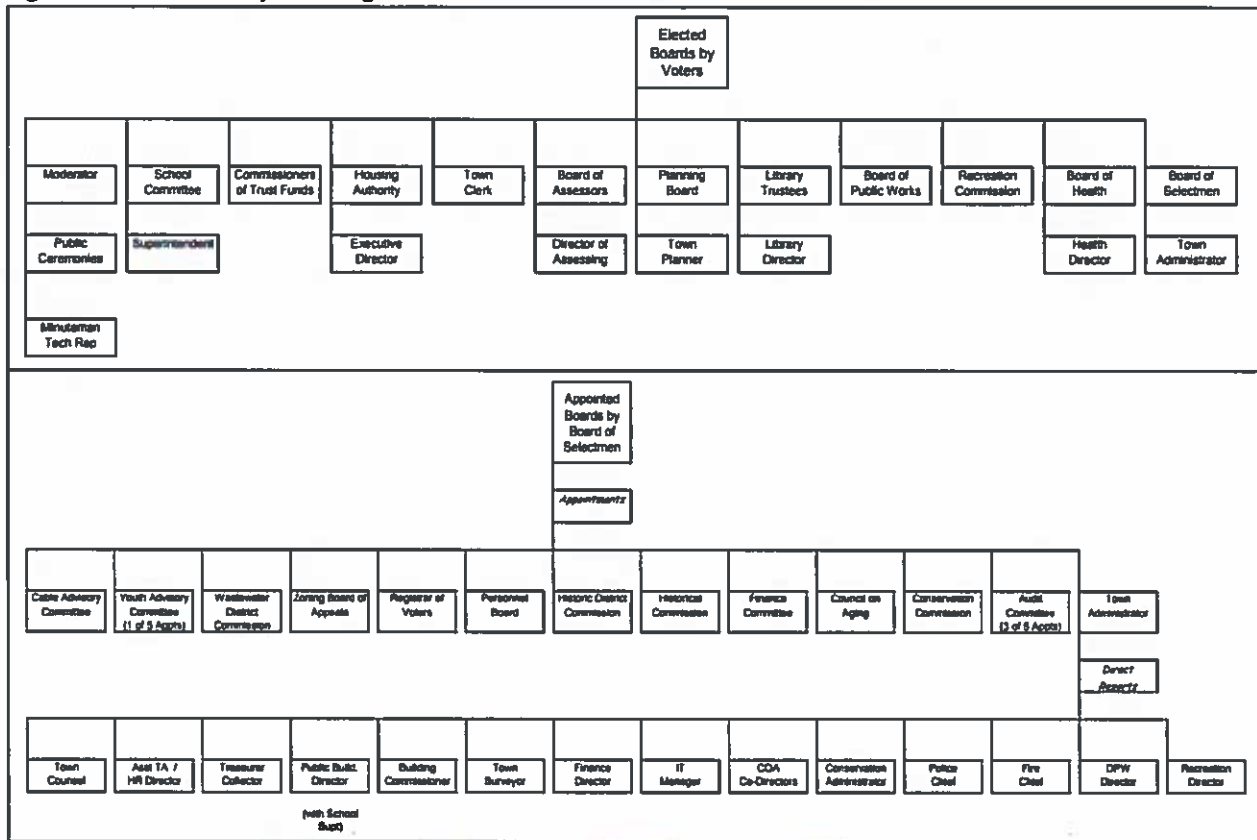 Elected
Boards by
Voters
Moderator
School
Committee
Commissioners
of Trust Funds
Housing
Authority
Town
Clerk
Board of
Assessors
Planning
Board
Library
Trustees
Board of
Public Works
Recreation
Commission
Board of
Health
Board of
Selectmen
Public
Ceremonies
Superintendent
Executive
Director
Director of
Assessing
Town
Planner
Library
Director
Health
Director
Town
Administrator
Minuteman
Tech Rep
Appointed
Boards by
Board of
Selectmen
Appointments
Cable Advisory
Committee
Youth Advisory
Committee
(1 of 5 Appts)
Wastewater
District
Commission
Zoning Board of
Appeals
Registrar of
Voters
Personnel
Board
Historic District
Commission
Historical
Commission
Finance
Committee
Council on
Aging
Conservation
Commission
Audit
Committee
(3 of 5 Appts)
Town
Administrator
Direct
Reports
Town
Counsel
Asst TA /
HR Director
Treasurer
Collector
Public Build.
Director
(with School
Supt)
Building
Commissioner
Town
Surveyor
Finance
Director
IT
Manager
COA
Co-Directors
Conservation
Administrator
Police
Chief
Fire
Chief
DPW
Director
Recreation
Director